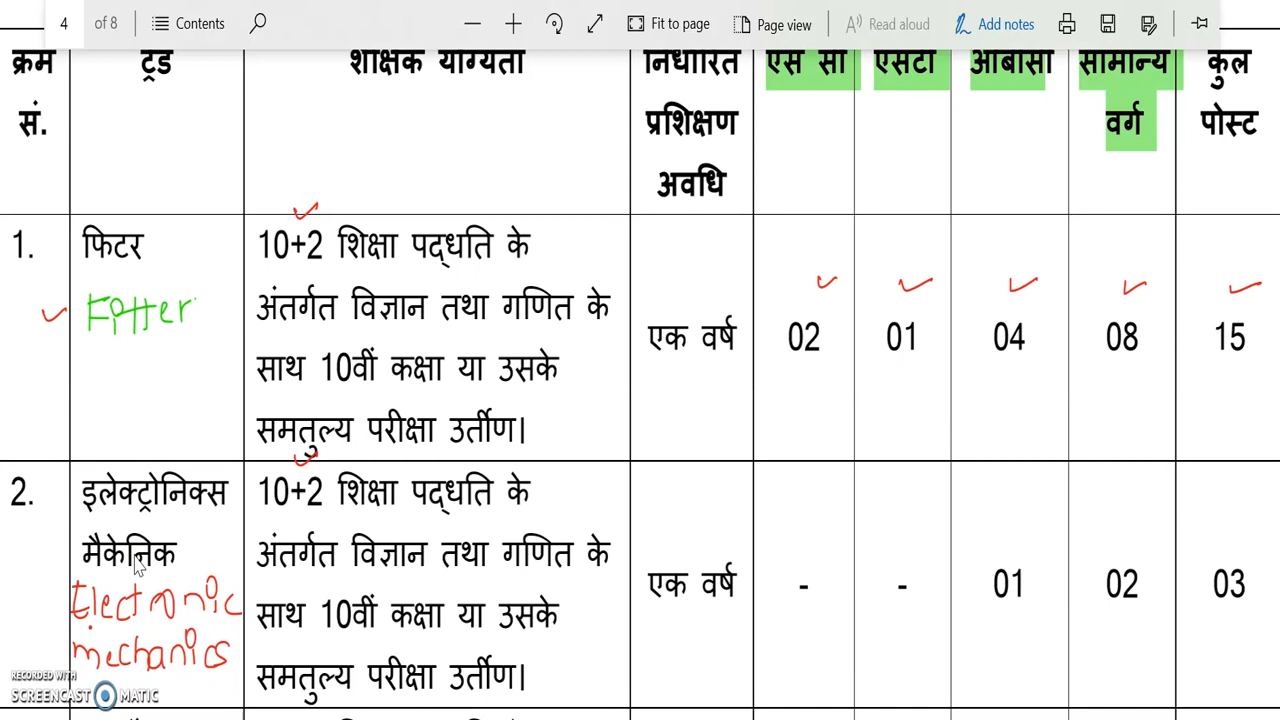 4 of 8 Contents Fit to page Page view Read aloud Add notes
क्रम ट्रेड शैक्षिक योग्यता निर्धारित एस सी एसटी ओबीसी सामान्य कुल
सं. प्रशिक्षण वर्ग पोस्ट
अवधि
1. फिटर 10+2 शिक्षा पद्धति के
Fitter अंतर्गत विज्ञान तथा गणित के
एक वर्ष 02 01 04 08 15
साथ 10वीं कक्षा या उसके
समतुल्य परीक्षा उर्तीण।
2. इलेक्ट्रोनिक्स 10+2 शिक्षा पद्धति के
मैकेनिक अंतर्गत विज्ञान तथा गणित के
एक वर्ष - - 01 02 03
Electronic साथ 10वीं कक्षा या उसके
mechanics समतुल्य परीक्षा उर्तीण।
RECORDED WITH
SCREENCAST MATIC